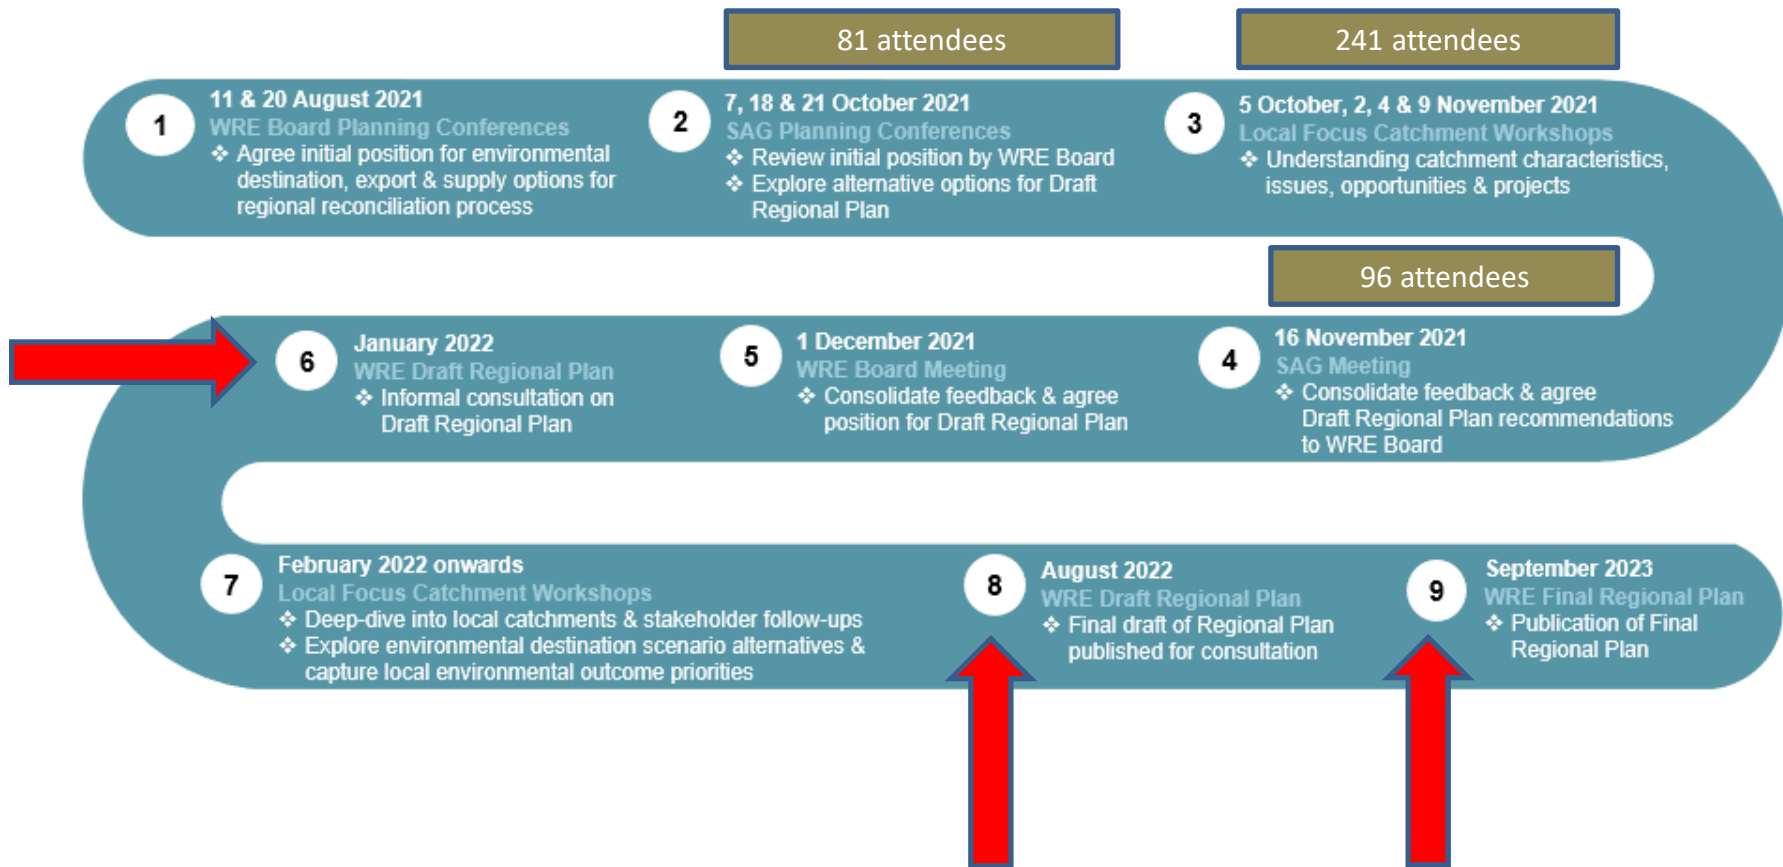 81 attendees
241 attendees
1
11 & 20 August 2021
WRE Board Planning Conferences
❖ Agree initial position for environmental
destination, export & supply options for
regional reconciliation process
2
7, 18 & 21 October 2021
SAG Planning Conferences
❖ Review initial position by WRE Board
❖ Explore alternative options for Draft
Regional Plan
3
5 October, 2, 4 & 9 November 2021
Local Focus Catchment Workshops
❖ Understanding catchment characteristics,
issues, opportunities & projects
96 attendees
4
16 November 2021
SAG Meeting
❖ Consolidate feedback & agree
Draft Regional Plan recommendations
to WRE Board
5
1 December 2021
WRE Board Meeting
❖ Consolidate feedback & agree
position for Draft Regional Plan
6
January 2022
WRE Draft Regional Plan
❖ Informal consultation on
Draft Regional Plan
7
February 2022 onwards
Local Focus Catchment Workshops
❖ Deep-dive into local catchments & stakeholder follow-ups
❖ Explore environmental destination scenario alternatives &
capture local environmental outcome priorities
8
August 2022
WRE Draft Regional Plan
❖ Final draft of Regional Plan
published for consultation
9
September 2023
WRE Final Regional Plan
❖ Publication of Final
Regional Plan